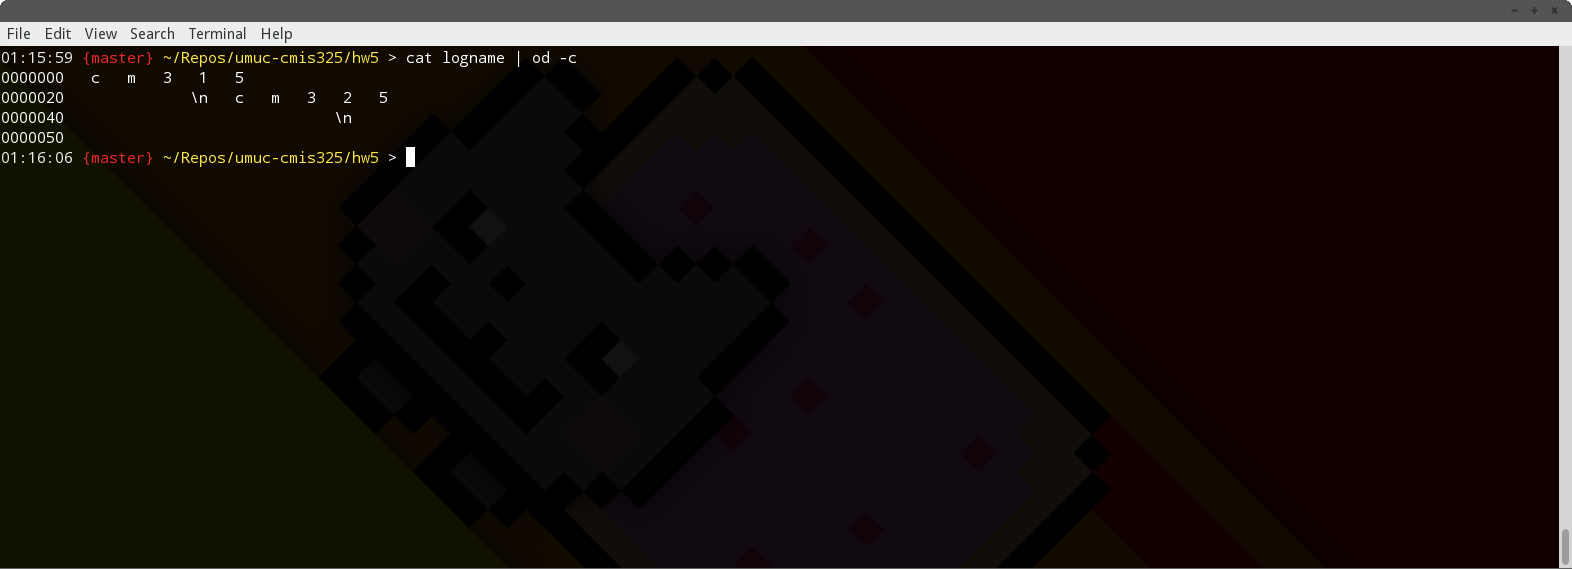 File Edit View Search Terminal Help
01:15:59 {master} ~/Repos/umuc-cmis325/hw5 > cat logname | od -c
0000000   c   m   3   1   5
0000020              \n   c   m   3   2   5
0000040                              \n
0000050
01:16:06 {master} ~/Repos/umuc-cmis325/hw5 >